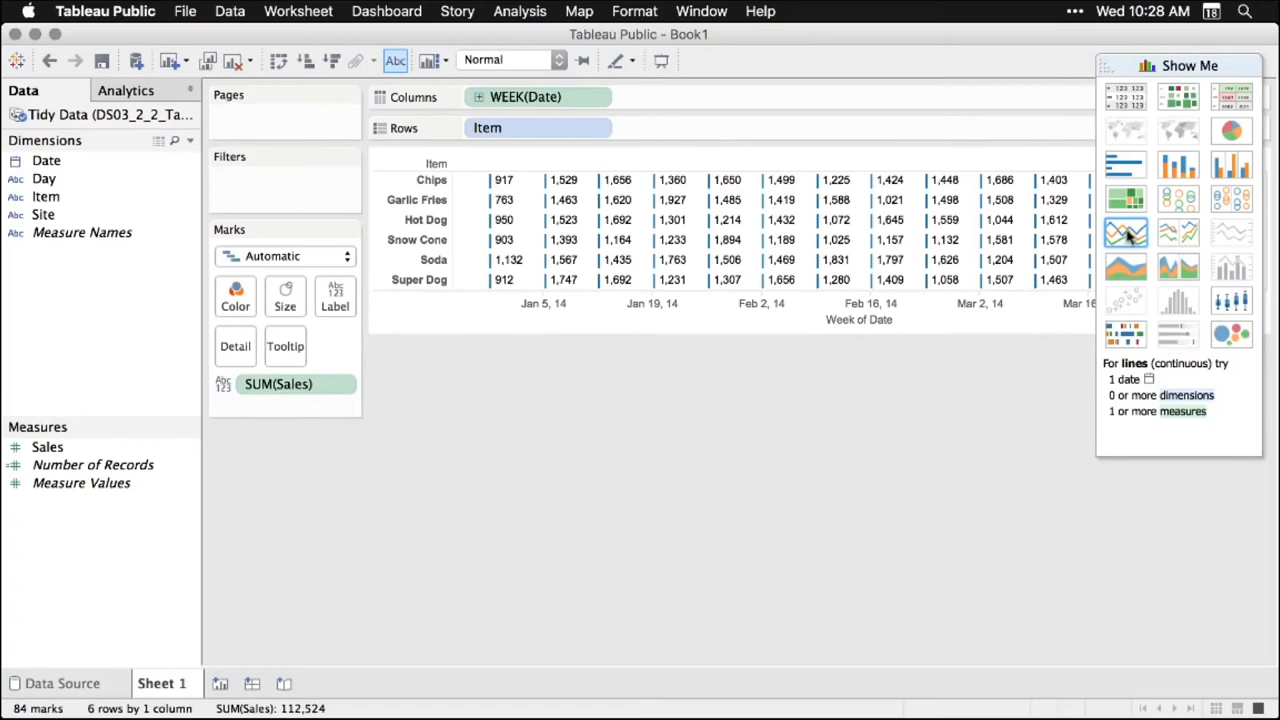 Tableau Public File Data Worksheet Dashboard Story Analysis Map Format Window Help ••• Wed 10:28 AM 18
Tableau Public - Book1
Abc Normal
Show Me
Data Analytics
Tidy Data (DS03_2_2_Ta...
Dimensions
Date
Abc Day
Abc Item
Abc Site
Abc Measure Names
Measures
Sales
Number of Records
Measure Values
Pages
Filters
Marks
Automatic
Color Size Label
Detail Tooltip
SUM(Sales)
Columns WEEK(Date)
Rows Item
Item
Chips 917 1,529 1,656 1,360 1,650 1,499 1,225 1,424 1,448 1,686 1,403
Garlic Fries 763 1,463 1,620 1,927 1,485 1,419 1,588 1,021 1,498 1,508 1,329
Hot Dog 950 1,523 1,692 1,301 1,214 1,432 1,072 1,645 1,559 1,044 1,612
Snow Cone 903 1,393 1,164 1,233 1,894 1,189 1,025 1,157 1,132 1,581 1,578
Soda 1,132 1,567 1,435 1,763 1,506 1,469 1,831 1,797 1,626 1,204 1,507
Super Dog 912 1,747 1,692 1,231 1,307 1,656 1,280 1,409 1,058 1,507 1,463
Jan 5, 14 Jan 19, 14 Feb 2, 14 Feb 16, 14 Mar 2, 14 Mar 16
Week of Date
For lines (continuous) try
1 date
0 or more dimensions
1 or more measures
Data Source Sheet 1
84 marks 6 rows by 1 column SUM(Sales): 112,524